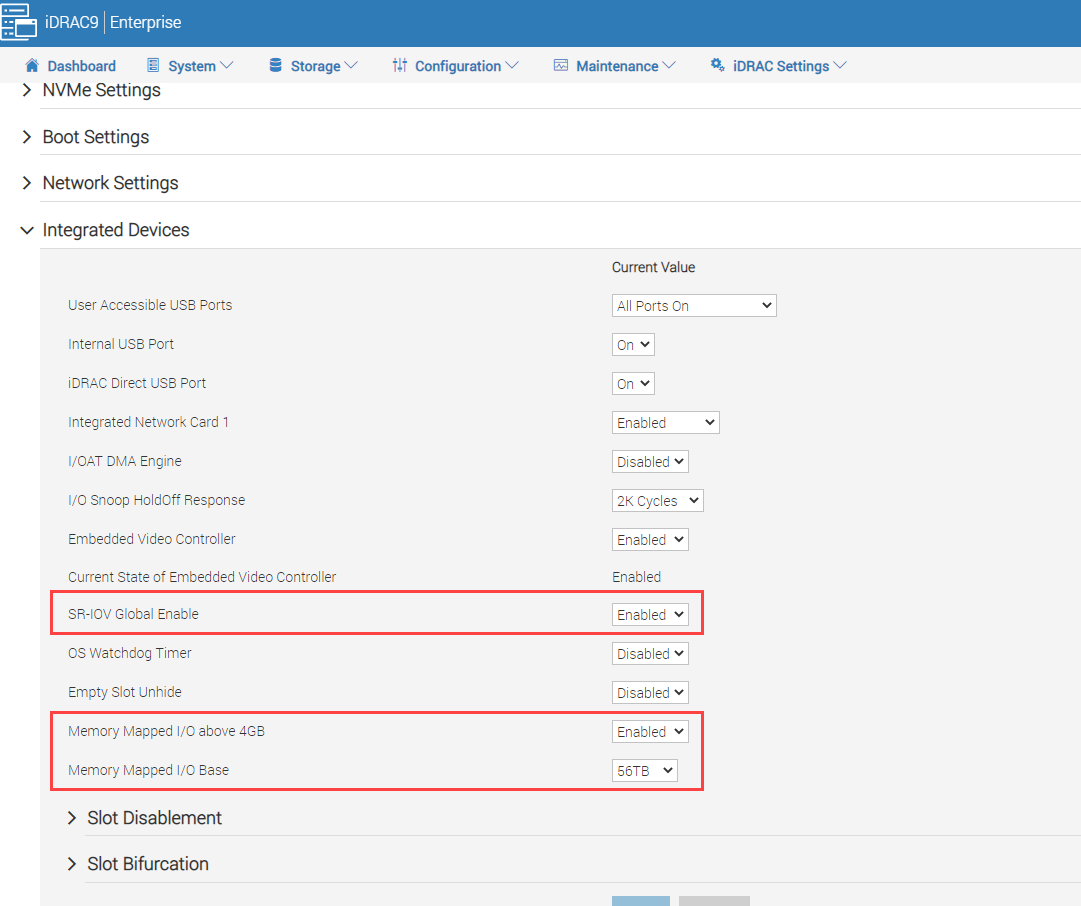 iDRAC9 Enterprise
Dashboard System Storage Configuration Maintenance iDRAC Settings
NVMe Settings
Boot Settings
Network Settings
Integrated Devices
Current Value
User Accessible USB Ports All Ports On
Internal USB Port On
iDRAC Direct USB Port On
Integrated Network Card 1 Enabled
I/OAT DMA Engine Disabled
I/O Snoop HoldOff Response 2K Cycles
Embedded Video Controller Enabled
Current State of Embedded Video Controller Enabled
SR-IOV Global Enable Enabled
OS Watchdog Timer Disabled
Empty Slot Unhide Disabled
Memory Mapped I/O above 4GB Enabled
Memory Mapped I/O Base 56TB
Slot Disablement
Slot Bifurcation